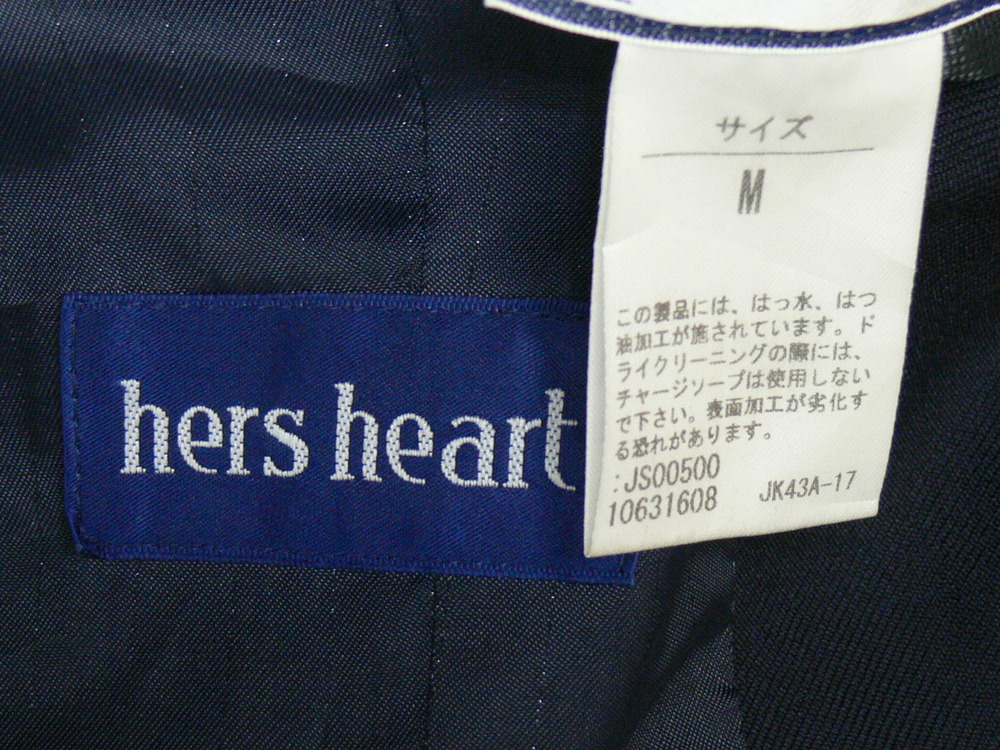 hers heart
サイズ
M
この製品には、はっ水、はつ
油加工が施されています。ド
ライクリーニングの際には、
チャージソープは使用しない
で下さい。表面加工が劣化す
る恐れがあります。
:JS00500
10631608 JK43A-17